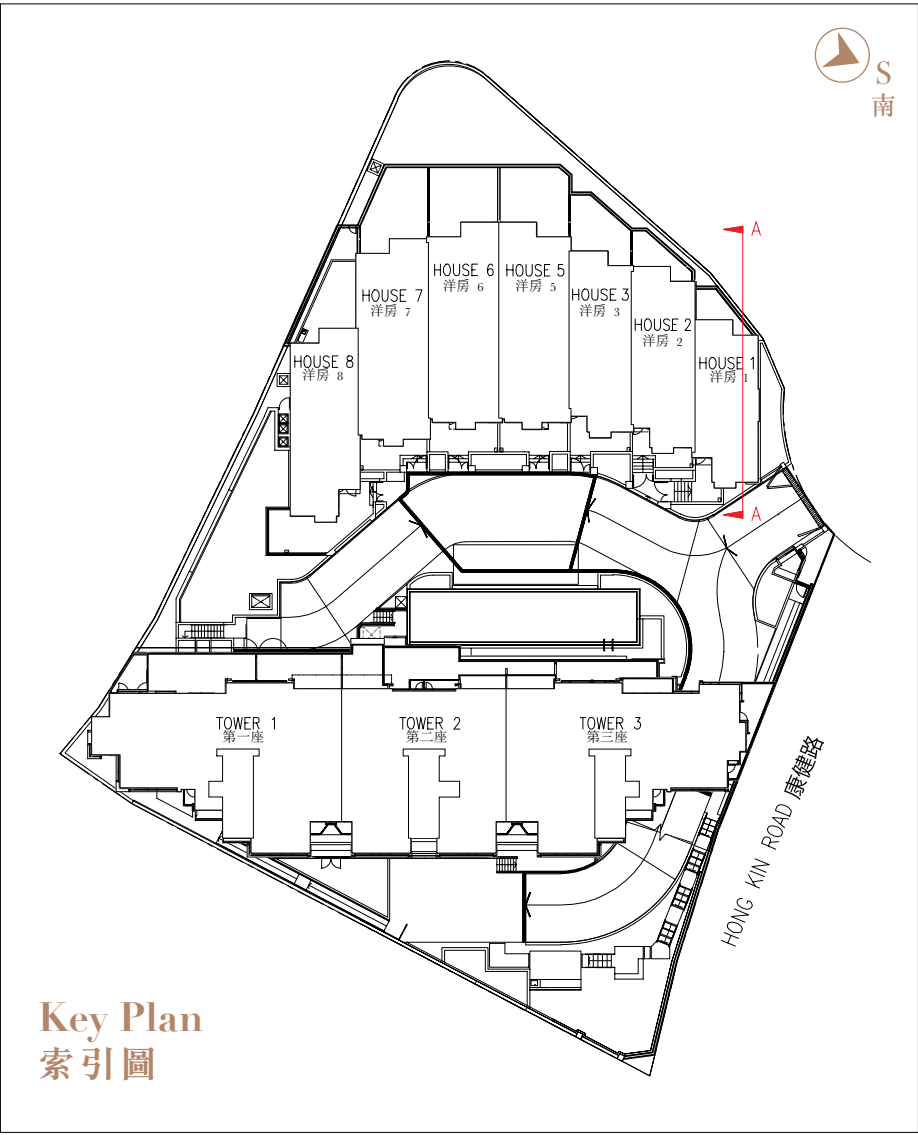 S
南
A
HOUSE 6
洋房 6
HOUSE 5
洋房 5
HOUSE 7
洋房 7
HOUSE 3
洋房 3
HOUSE 2
洋房 2
HOUSE 8
洋房 8
HOUSE 1
洋房 1
A
TOWER 1
第一座
TOWER 2
第二座
TOWER 3
第三座
HONG KIN ROAD 康健路
Key Plan
索引圖